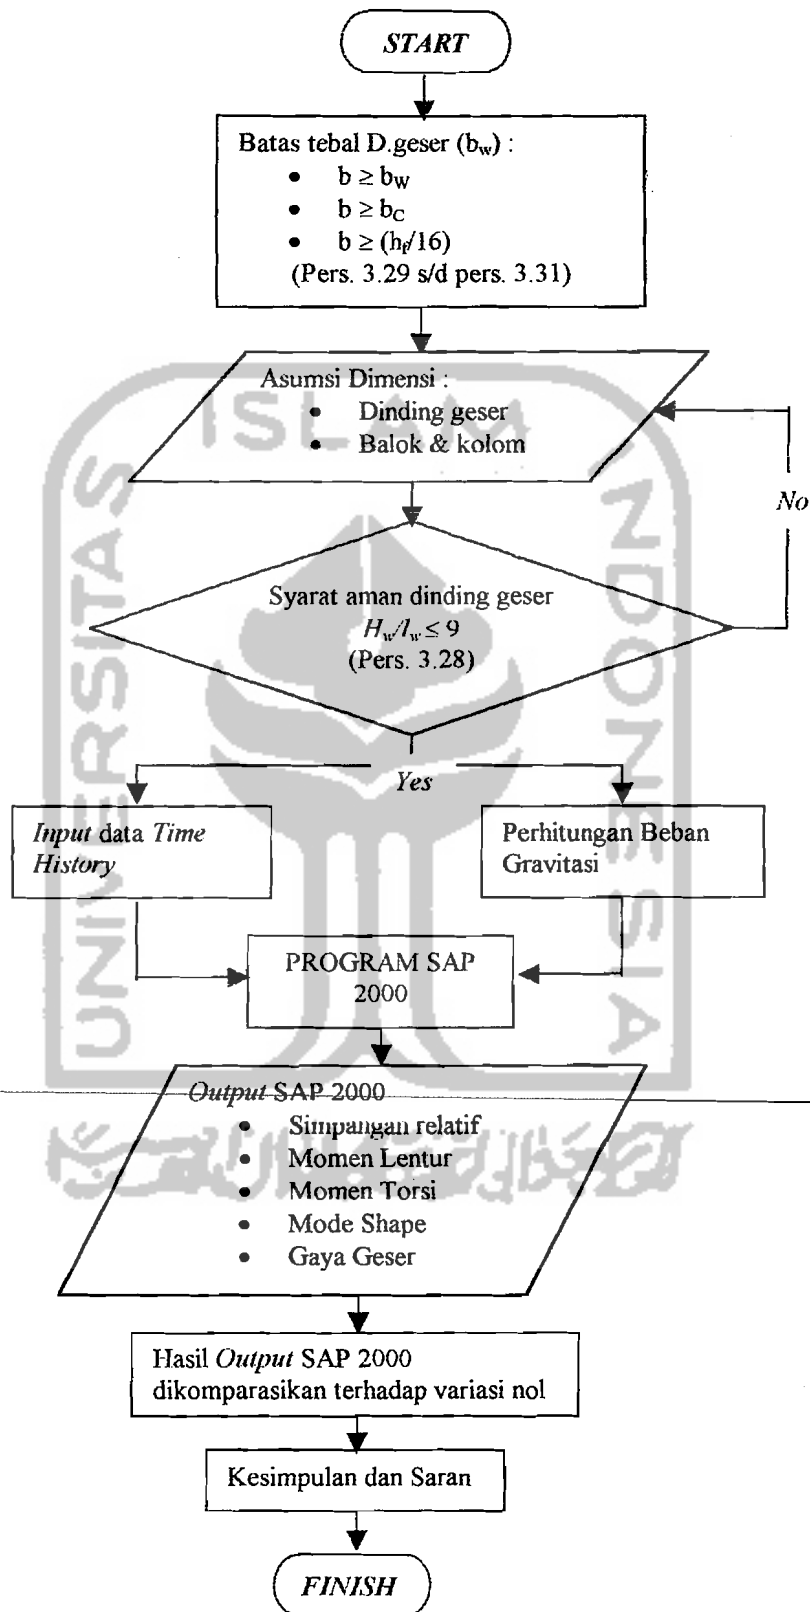 START
Batas tebal D.geser (b_w) :
• b ≥ b_W
• b ≥ b_C
• b ≥ (h_f/16)
(Pers. 3.29 s/d pers. 3.31)
Asumsi Dimensi :
• Dinding geser
• Balok & kolom
No
Syarat aman dinding geser
H_w/l_w ≤ 9
(Pers. 3.28)
Yes
Input data Time
History
Perhitungan Beban
Gravitasi
PROGRAM SAP
2000
Output SAP 2000
• Simpangan relatif
• Momen Lentur
• Momen Torsi
• Mode Shape
• Gaya Geser
Hasil Output SAP 2000
dikomparasikan terhadap variasi nol
Kesimpulan dan Saran
FINISH
UNIVERSITAS
ISLAM
INDONESIA